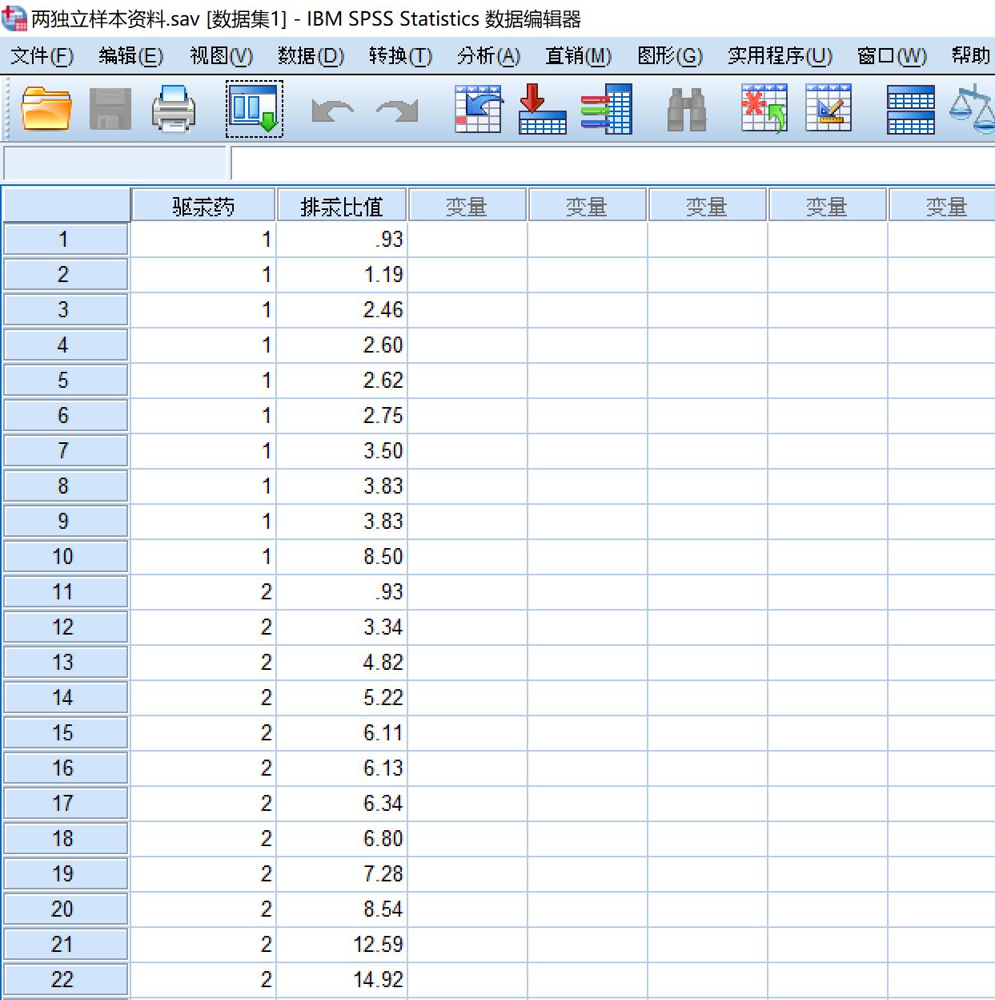 两独立样本资料.sav [数据集1] - IBM SPSS Statistics 数据编辑器
文件(F) 编辑(E) 视图(V) 数据(D) 转换(T) 分析(A) 直销(M) 图形(G) 实用程序(U) 窗口(W) 帮助
驱汞药 排汞比值 变量 变量 变量 变量 变量
1 1 .93
2 1 1.19
3 1 2.46
4 1 2.60
5 1 2.62
6 1 2.75
7 1 3.50
8 1 3.83
9 1 3.83
10 1 8.50
11 2 .93
12 2 3.34
13 2 4.82
14 2 5.22
15 2 6.11
16 2 6.13
17 2 6.34
18 2 6.80
19 2 7.28
20 2 8.54
21 2 12.59
22 2 14.92